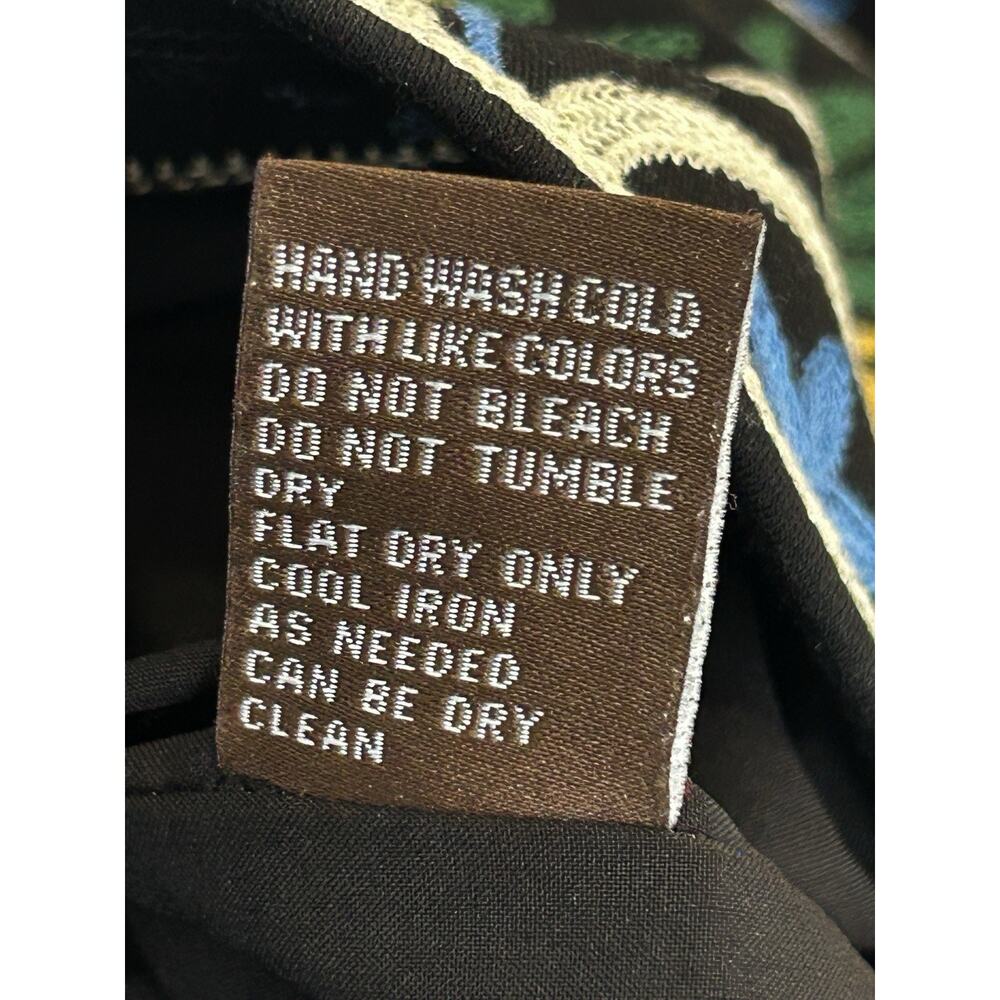 HAND WASH COLD
WITH LIKE COLORS
DO NOT BLEACH
DO NOT TUMBLE
DRY
FLAT DRY ONLY
COOL IRON
AS NEEDED
CAN BE DRY
CLEAN